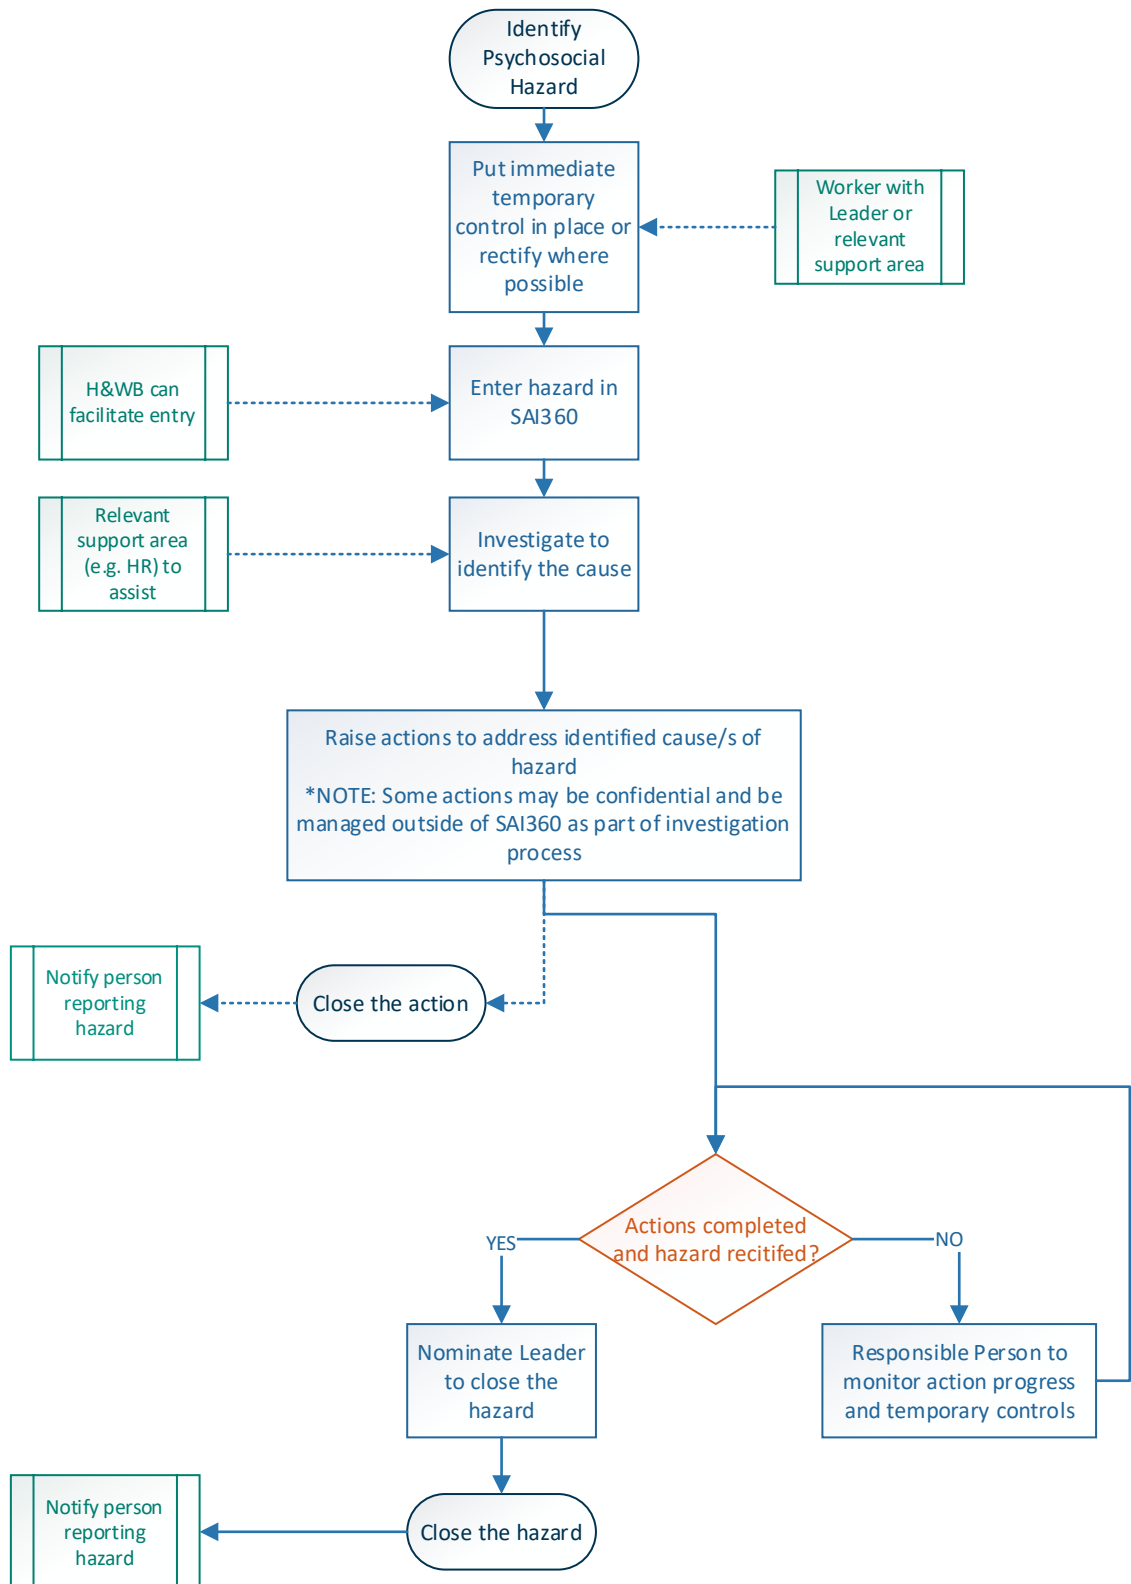 Identify
Psychosocial
Hazard
Put immediate
temporary
control in place or
rectify where
possible
Worker with
Leader or
relevant
support area
H&WB can
facilitate entry
Enter hazard in
SAI360
Relevant
support area
(e.g. HR) to
assist
Investigate to
identify the cause
Raise actions to address identified cause/s of
hazard
*NOTE: Some actions may be confidential and be
managed outside of SAI360 as part of investigation
process
Notify person
reporting
hazard
Close the action
Actions completed
and hazard recitifed?
YES
NO
Nominate Leader
to close the
hazard
Responsible Person to
monitor action progress
and temporary controls
Notify person
reporting
hazard
Close the hazard